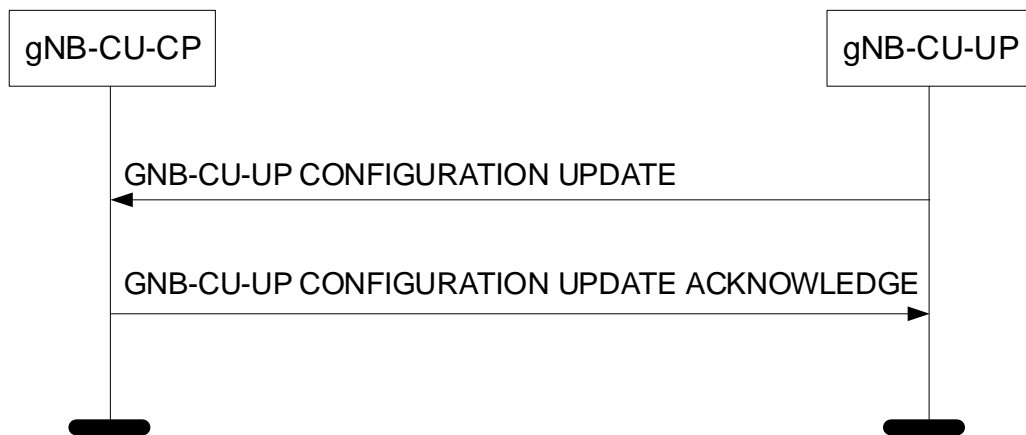 gNB-CU-CP
gNB-CU-UP
GNB-CU-UP CONFIGURATION UPDATE
GNB-CU-UP CONFIGURATION UPDATE ACKNOWLEDGE